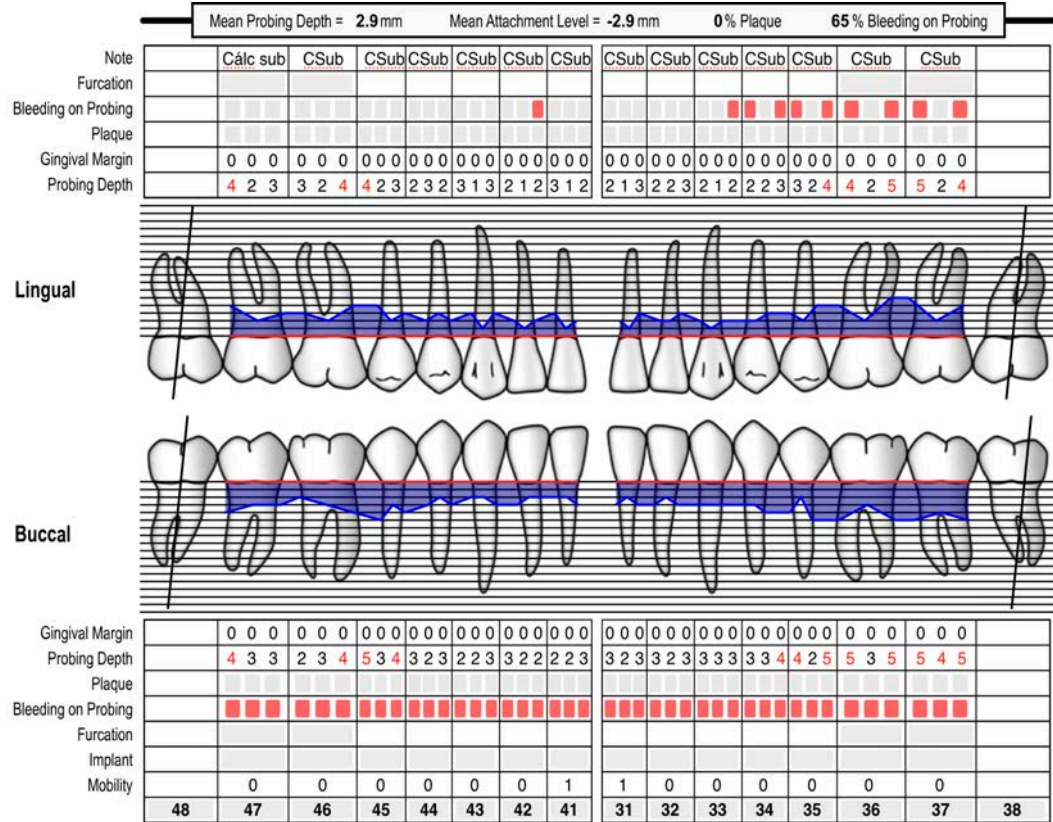 Mean Probing Depth = 2.9 mm Mean Attachment Level = -2.9 mm 0 % Plaque 65 % Bleeding on Probing
Note Cálc sub CSub CSub CSub CSub CSub CSub CSub CSub CSub CSub CSub CSub CSub
Furcation
Bleeding on Probing
Plaque
Gingival Margin 0 0 0 0 0 0 0 0 0 0 0 0 0 0 0 0 0 0 0 0 0 0 0 0 0 0 0 0 0 0 0 0 0 0 0 0 0 0 0 0 0 0
Probing Depth 4 2 3 3 2 4 4 2 3 2 3 2 3 1 3 2 1 2 3 1 2 2 1 3 2 2 3 2 1 2 2 2 3 3 2 4 4 2 5 5 2 4
Lingual
Buccal
Gingival Margin 0 0 0 0 0 0 0 0 0 0 0 0 0 0 0 0 0 0 0 0 0 0 0 0 0 0 0 0 0 0 0 0 0 0 0 0 0 0 0 0 0 0
Probing Depth 4 3 3 2 3 4 5 3 4 3 2 3 2 2 3 3 2 2 2 2 3 3 2 3 3 2 3 3 3 3 3 3 4 4 2 5 5 3 5 5 4 5
Plaque
Bleeding on Probing
Furcation
Implant
Mobility 0 0 0 0 0 0 1 1 0 0 0 0 0 0
48 47 46 45 44 43 42 41 31 32 33 34 35 36 37 38